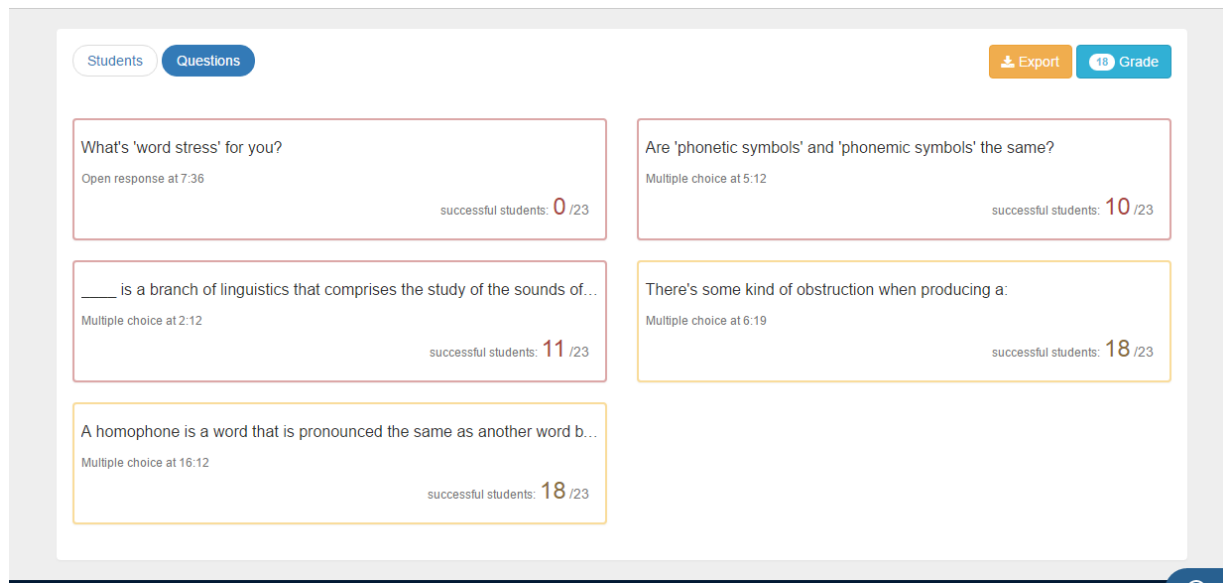 Students Questions Export 18 Grade
What's 'word stress' for you?
Open response at 7:36
successful students: 0 /23
Are 'phonetic symbols' and 'phonemic symbols' the same?
Multiple choice at 5:12
successful students: 10 /23
____ is a branch of linguistics that comprises the study of the sounds of...
Multiple choice at 2:12
successful students: 11 /23
There's some kind of obstruction when producing a:
Multiple choice at 6:19
successful students: 18 /23
A homophone is a word that is pronounced the same as another word b...
Multiple choice at 16:12
successful students: 18 /23